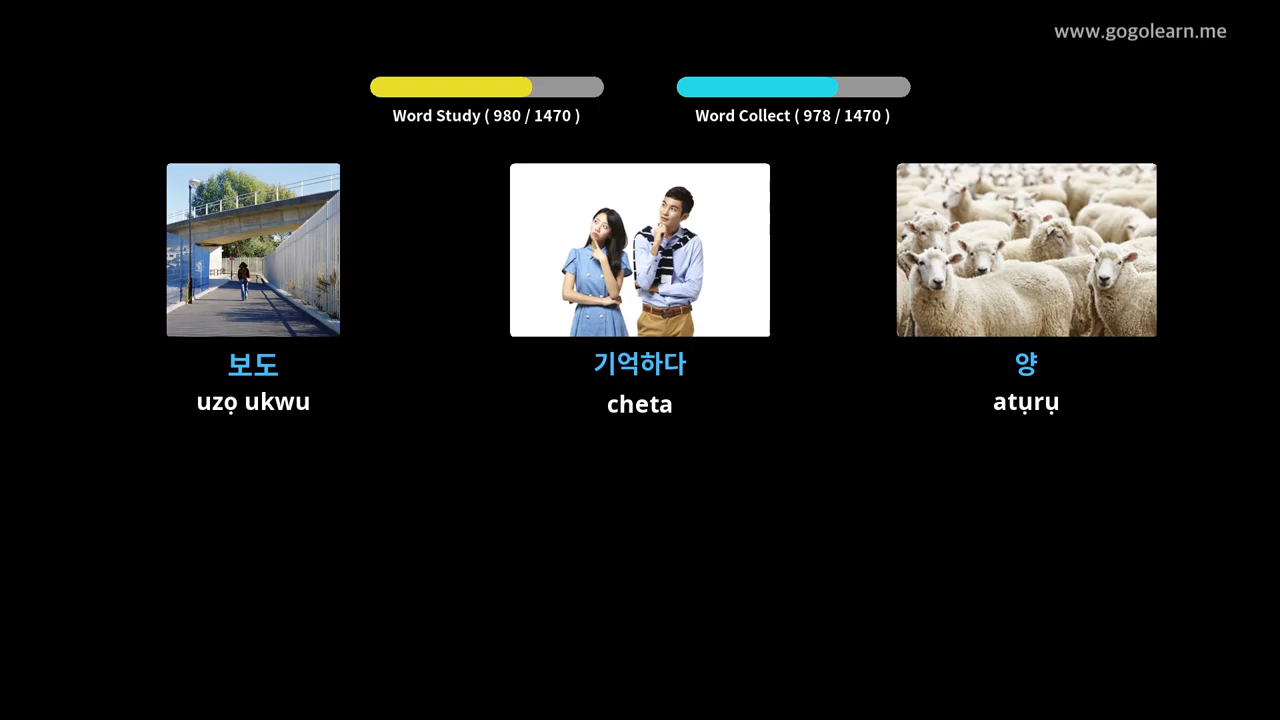 www.gogolearn.me
Word Study ( 980 / 1470 )
Word Collect ( 978 / 1470 )
보도
기억하다
양
uzọ ukwu
cheta
atụrụ